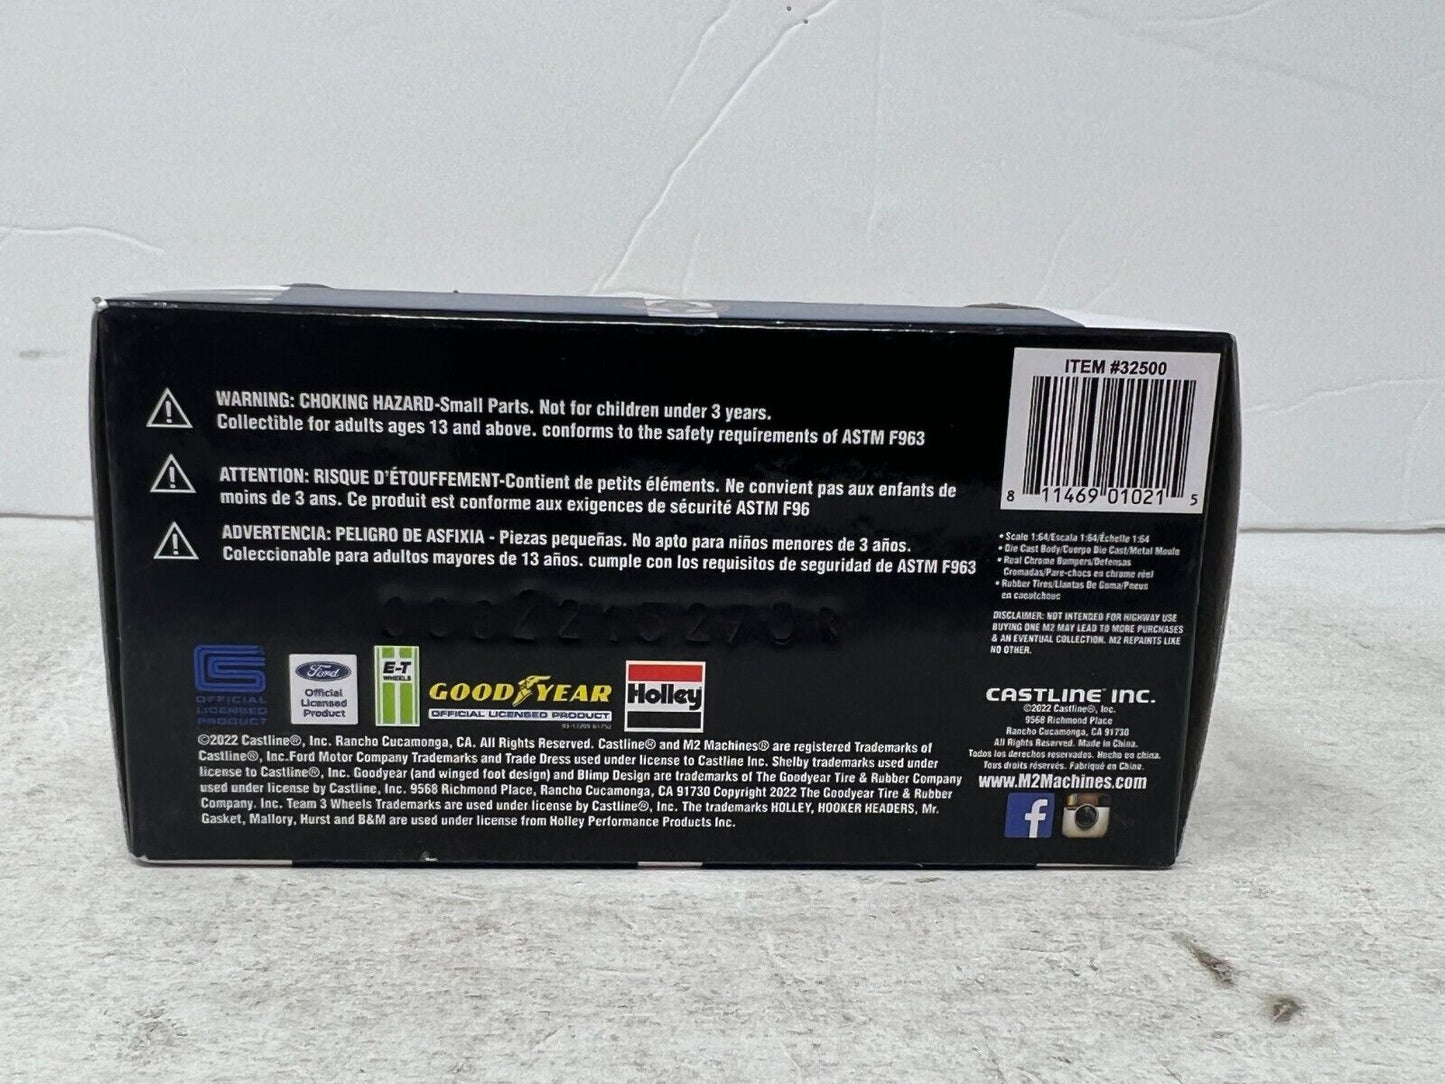 WARNING: CHOKING HAZARD-Small Parts. Not for children under 3 years.
Collectible for adults ages 13 and above. conforms to the safety requirements of ASTM F963
ATTENTION: RISQUE D'ÉTOUFFEMENT-Contient de petits éléments. Ne convient pas aux enfants de
moins de 3 ans. Ce produit est conforme aux exigences de sécurité ASTM F96
ADVERTENCIA: PELIGRO DE ASFIXIA - Piezas pequeñas. No apto para niños menores de 3 años.
Coleccionable para adultos mayores de 13 años. cumple con los requisitos de seguridad de ASTM F963
OFFICIAL
LICENSED
PRODUCT
Ford
Official
Licensed
Product
E-T
WHEELS
GOOD YEAR
OFFICIAL LICENSED PRODUCT
Holley
©2022 Castline®, Inc. Rancho Cucamonga, CA. All Rights Reserved. Castline® and M2 Machines® are registered Trademarks of
Castline®, Inc.Ford Motor Company Trademarks and Trade Dress used under license to Castline Inc. Shelby trademarks used under
license to Castline®, Inc. Goodyear (and winged foot design) and Blimp Design are trademarks of The Goodyear Tire & Rubber Company
used under license by Castline, Inc. 9568 Richmond Place, Rancho Cucamonga, CA 91730 Copyright 2022 The Goodyear Tire & Rubber
Company. Inc. Team 3 Wheels Trademarks are used under license by Castline®, Inc. The trademarks HOLLEY, HOOKER HEADERS, Mr.
Gasket, Mallory, Hurst and B&M are used under license from Holley Performance Products Inc.
ITEM #32500
8 11469 01021 5
• Scale 1:64/Escala 1:64/Échelle 1:64
• Die Cast Body/Cuerpo Die Cast/Metal Moule
• Real Chrome Bumpers/Defensas
Cromadas/Pare-chocs en chrome réel
• Rubber Tires/Llantas De Goma/Pneus
en caoutchouc
DISCLAIMER: NOT INTENDED FOR HIGHWAY USE
BUYING ONE M2 MAY LEAD TO MORE PURCHASES
& AN EVENTUAL COLLECTION. M2 REPAINTS LIKE
NO OTHER.
CASTLINE INC.
©2022 Castline®, Inc.
9568 Richmond Place
Rancho Cucamonga, CA 91730
All Rights Reserved. Made in China.
Todos los derechos reservados. Hecho en china.
Tous droits réservés. Fabriqué en Chine.
www.M2Machines.com
f